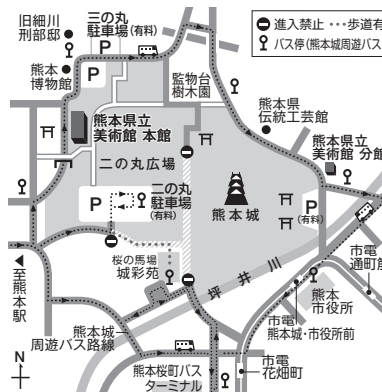 旧細川
刑部邸
三の丸
駐車場
(有料)
P
進入禁止
歩道有
バス停(熊本城周遊バス
熊本
博物館
P
監物台
樹木園
熊本県
伝統工芸館
熊本県立
美術館 本館
熊本県立
美術館 分館
二の丸広場
P
二の丸
駐車場
(有料)
熊本城
P
(有料)
桜の馬場
城彩苑
坪井川
至熊本駅
市電
通町筋
熊本
市役所
市電
熊本城・市役所前
熊本城
周遊バス路線
熊本桜町バス
ターミナル
市電
花畑町
N